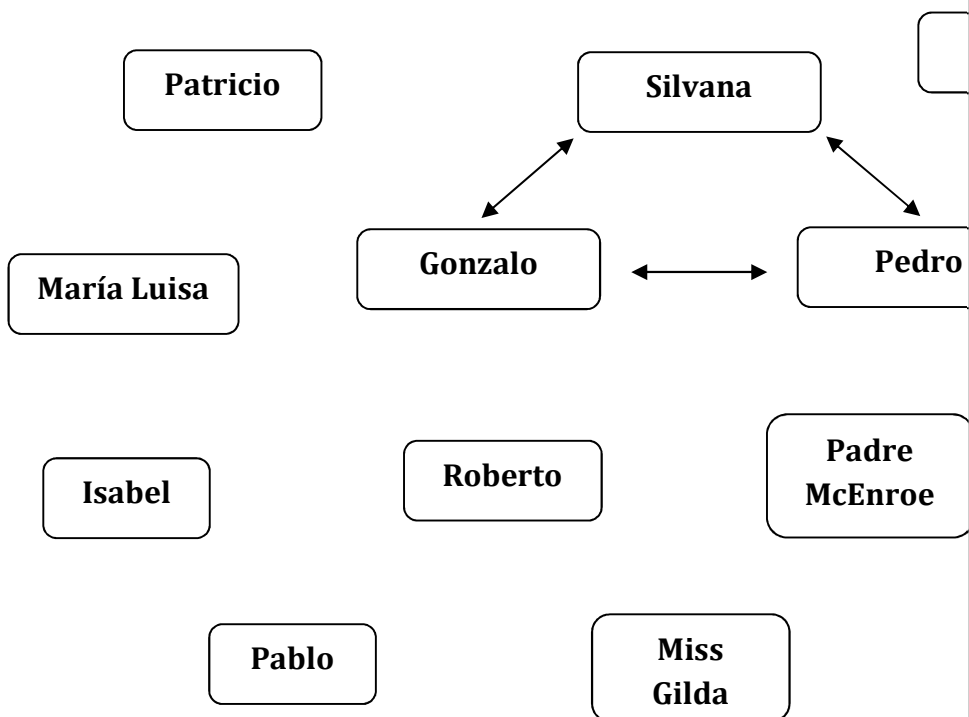 Patricio
Silvana
Gonzalo
Pedro
María Luisa
Padre
McEnroe
Isabel
Roberto
Pablo
Miss
Gilda